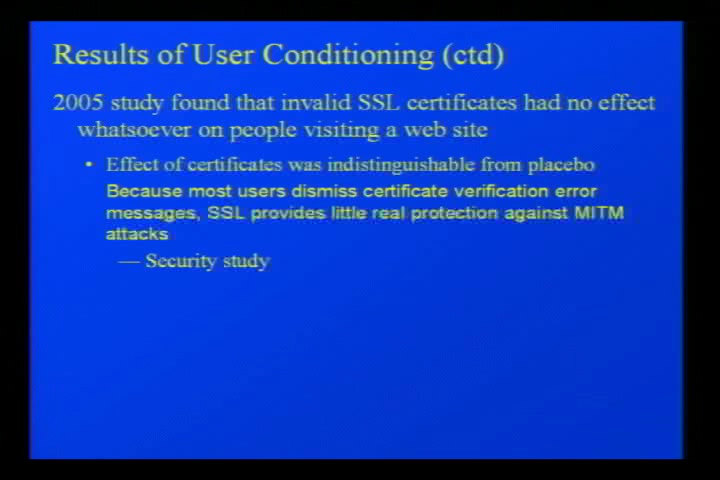 Results of User Conditioning (ctd)
2005 study found that invalid SSL certificates had no effect
whatsoever on people visiting a web site
• Effect of certificates was indistinguishable from placebo
Because most users dismiss certificate verification error
messages, SSL provides little real protection against MITM
attacks
— Security study